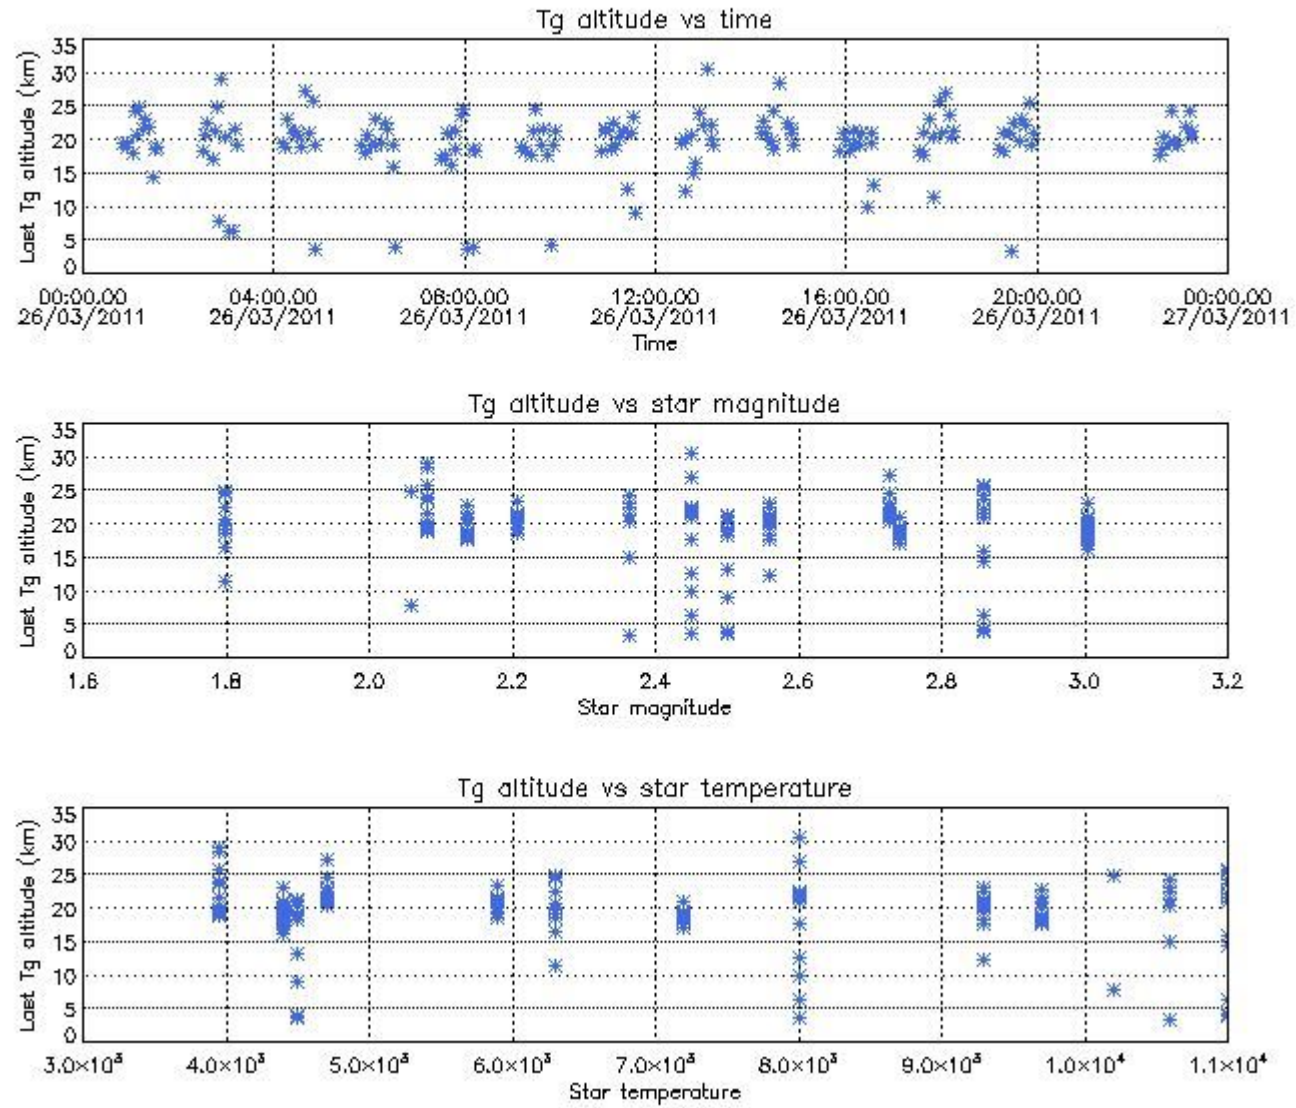 Tg altitude vs time
Last Tg altitude (km)
35
30
25
20
15
10
5
0
00:00.00 04:00.00 08:00.00 12:00.00 16:00.00 20:00.00 00:00.00
26/03/2011 26/03/2011 26/03/2011 26/03/2011 26/03/2011 26/03/2011 27/03/2011
Time
Tg altitude vs star magnitude
Last Tg altitude (km)
35
30
25
20
15
10
5
0
1.6 1.8 2.0 2.2 2.4 2.6 2.8 3.0 3.2
Star magnitude
Tg altitude vs star temperature
Last Tg altitude (km)
35
30
25
20
15
10
5
0
3.0×10³ 4.0×10³ 5.0×10³ 6.0×10³ 7.0×10³ 8.0×10³ 9.0×10³ 1.0×10⁴ 1.1×10⁴
Star temperature